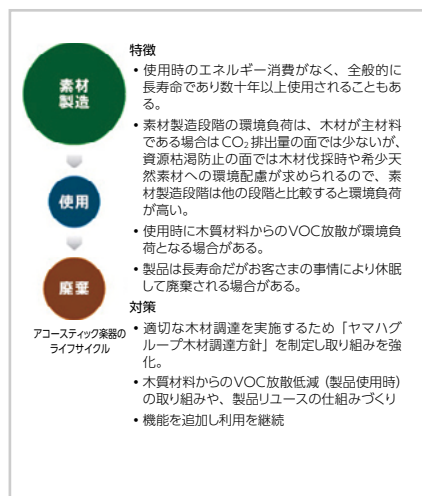 素材
製造
使用
廃棄
アコースティック楽器の
ライフサイクル
特徴
• 使用時のエネルギー消費がなく、全般的に
長寿命であり数十年以上使用されることもあ
る。
• 素材製造段階の環境負荷は、木材が主材料
である場合はCO₂排出量の面では少ないが、
資源枯渇防止の面では木材伐採時や希少天
然素材への環境配慮が求められるので、素
材製造段階は他の段階と比較すると環境負荷
が高い。
• 使用時に木質材料からのVOC放散が環境負
荷となる場合がある。
• 製品は長寿命だがお客さまの事情により休眠
して廃棄される場合がある。
対策
• 適切な木材調達を実施するため「ヤマハグ
ループ木材調達方針」を制定し取り組みを強
化。
• 木質材料からのVOC放散低減（製品使用時）
の取り組みや、製品リユースの仕組みづくり
• 機能を追加し利用を継続